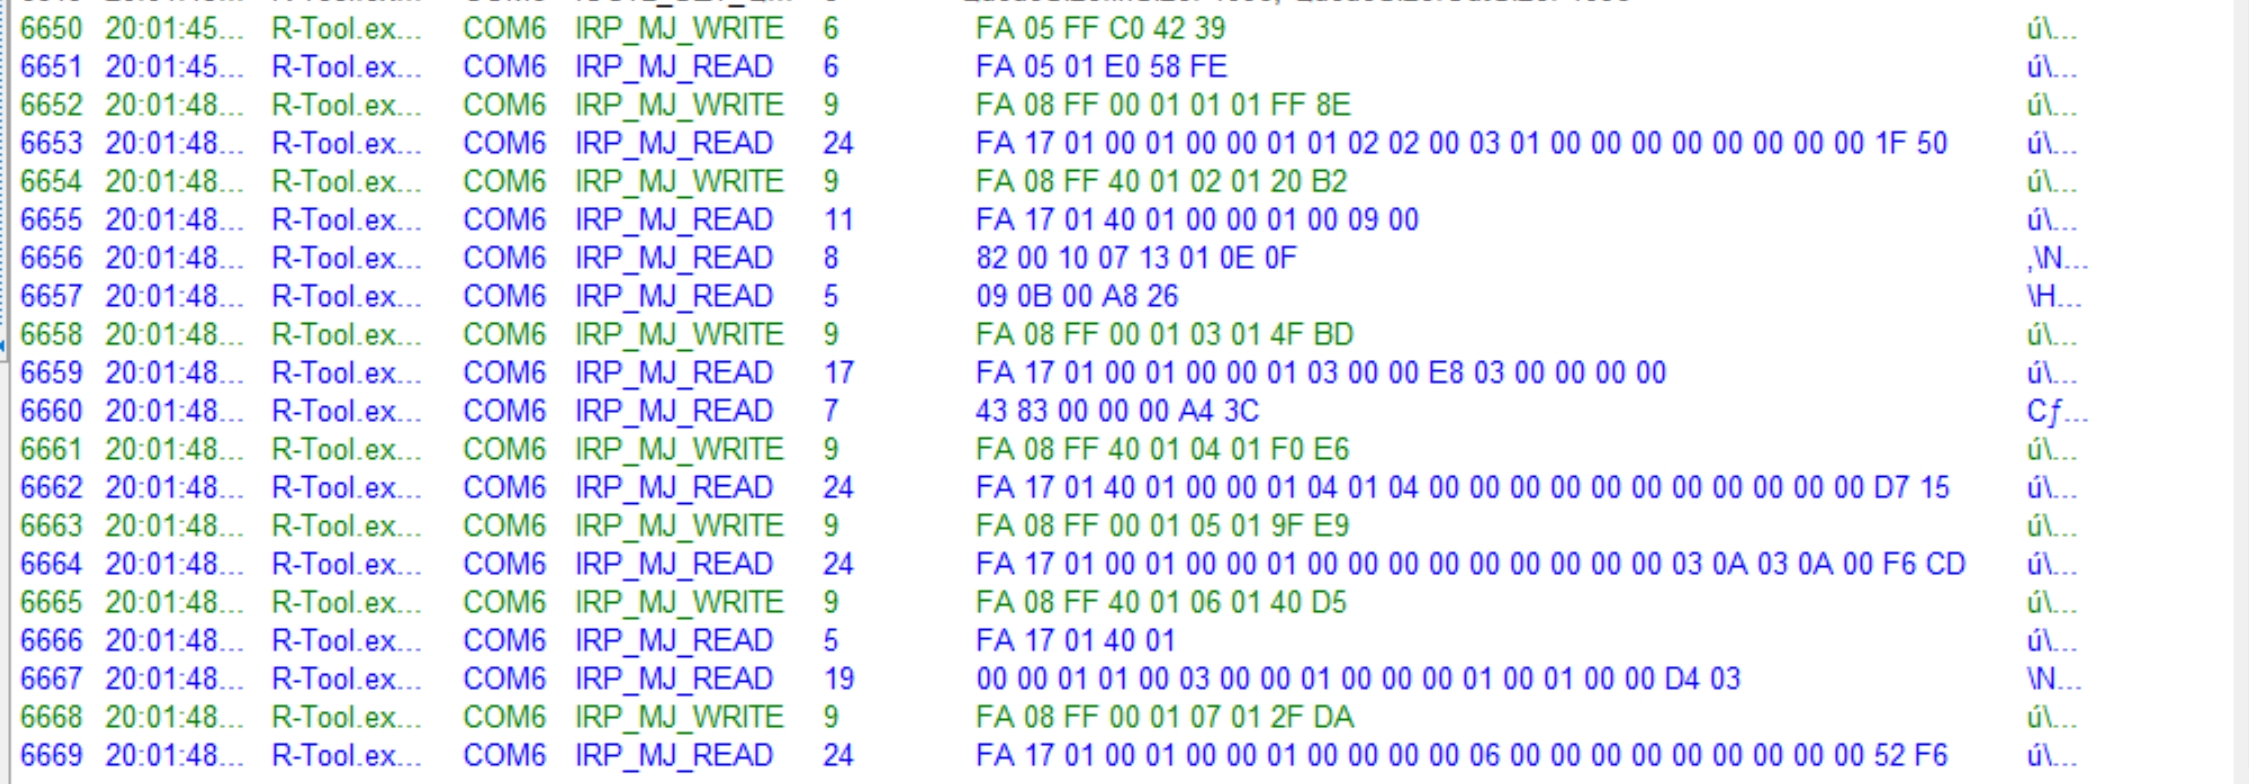 6650 20:01:45... R-Tool.ex... COM6 IRP_MJ_WRITE 6 FA 05 FF C0 42 39 ú\...
6651 20:01:45... R-Tool.ex... COM6 IRP_MJ_READ 6 FA 05 01 E0 58 FE ú\...
6652 20:01:48... R-Tool.ex... COM6 IRP_MJ_WRITE 9 FA 08 FF 00 01 01 01 FF 8E ú\...
6653 20:01:48... R-Tool.ex... COM6 IRP_MJ_READ 24 FA 17 01 00 01 00 00 01 01 02 02 00 03 01 00 00 00 00 00 00 00 00 1F 50 ú\...
6654 20:01:48... R-Tool.ex... COM6 IRP_MJ_WRITE 9 FA 08 FF 40 01 02 01 20 B2 ú\...
6655 20:01:48... R-Tool.ex... COM6 IRP_MJ_READ 11 FA 17 01 40 01 00 00 01 00 09 00 ú\...
6656 20:01:48... R-Tool.ex... COM6 IRP_MJ_READ 8 82 00 10 07 13 01 0E 0F ,\N...
6657 20:01:48... R-Tool.ex... COM6 IRP_MJ_READ 5 09 0B 00 A8 26 \H...
6658 20:01:48... R-Tool.ex... COM6 IRP_MJ_WRITE 9 FA 08 FF 00 01 03 01 4F BD ú\...
6659 20:01:48... R-Tool.ex... COM6 IRP_MJ_READ 17 FA 17 01 00 01 00 00 01 03 00 00 E8 03 00 00 00 00 ú\...
6660 20:01:48... R-Tool.ex... COM6 IRP_MJ_READ 7 43 83 00 00 00 A4 3C Cƒ...
6661 20:01:48... R-Tool.ex... COM6 IRP_MJ_WRITE 9 FA 08 FF 40 01 04 01 F0 E6 ú\...
6662 20:01:48... R-Tool.ex... COM6 IRP_MJ_READ 24 FA 17 01 40 01 00 00 01 04 01 04 00 00 00 00 00 00 00 00 00 00 00 D7 15 ú\...
6663 20:01:48... R-Tool.ex... COM6 IRP_MJ_WRITE 9 FA 08 FF 00 01 05 01 9F E9 ú\...
6664 20:01:48... R-Tool.ex... COM6 IRP_MJ_READ 24 FA 17 01 00 01 00 00 01 00 00 00 00 00 00 00 00 00 03 0A 03 0A 00 F6 CD ú\...
6665 20:01:48... R-Tool.ex... COM6 IRP_MJ_WRITE 9 FA 08 FF 40 01 06 01 40 D5 ú\...
6666 20:01:48... R-Tool.ex... COM6 IRP_MJ_READ 5 FA 17 01 40 01 ú\...
6667 20:01:48... R-Tool.ex... COM6 IRP_MJ_READ 19 00 00 01 01 00 03 00 00 01 00 00 00 01 00 01 00 00 D4 03 \N...
6668 20:01:48... R-Tool.ex... COM6 IRP_MJ_WRITE 9 FA 08 FF 00 01 07 01 2F DA ú\...
6669 20:01:48... R-Tool.ex... COM6 IRP_MJ_READ 24 FA 17 01 00 01 00 00 01 00 00 00 00 06 00 00 00 00 00 00 00 00 00 52 F6 ú\...